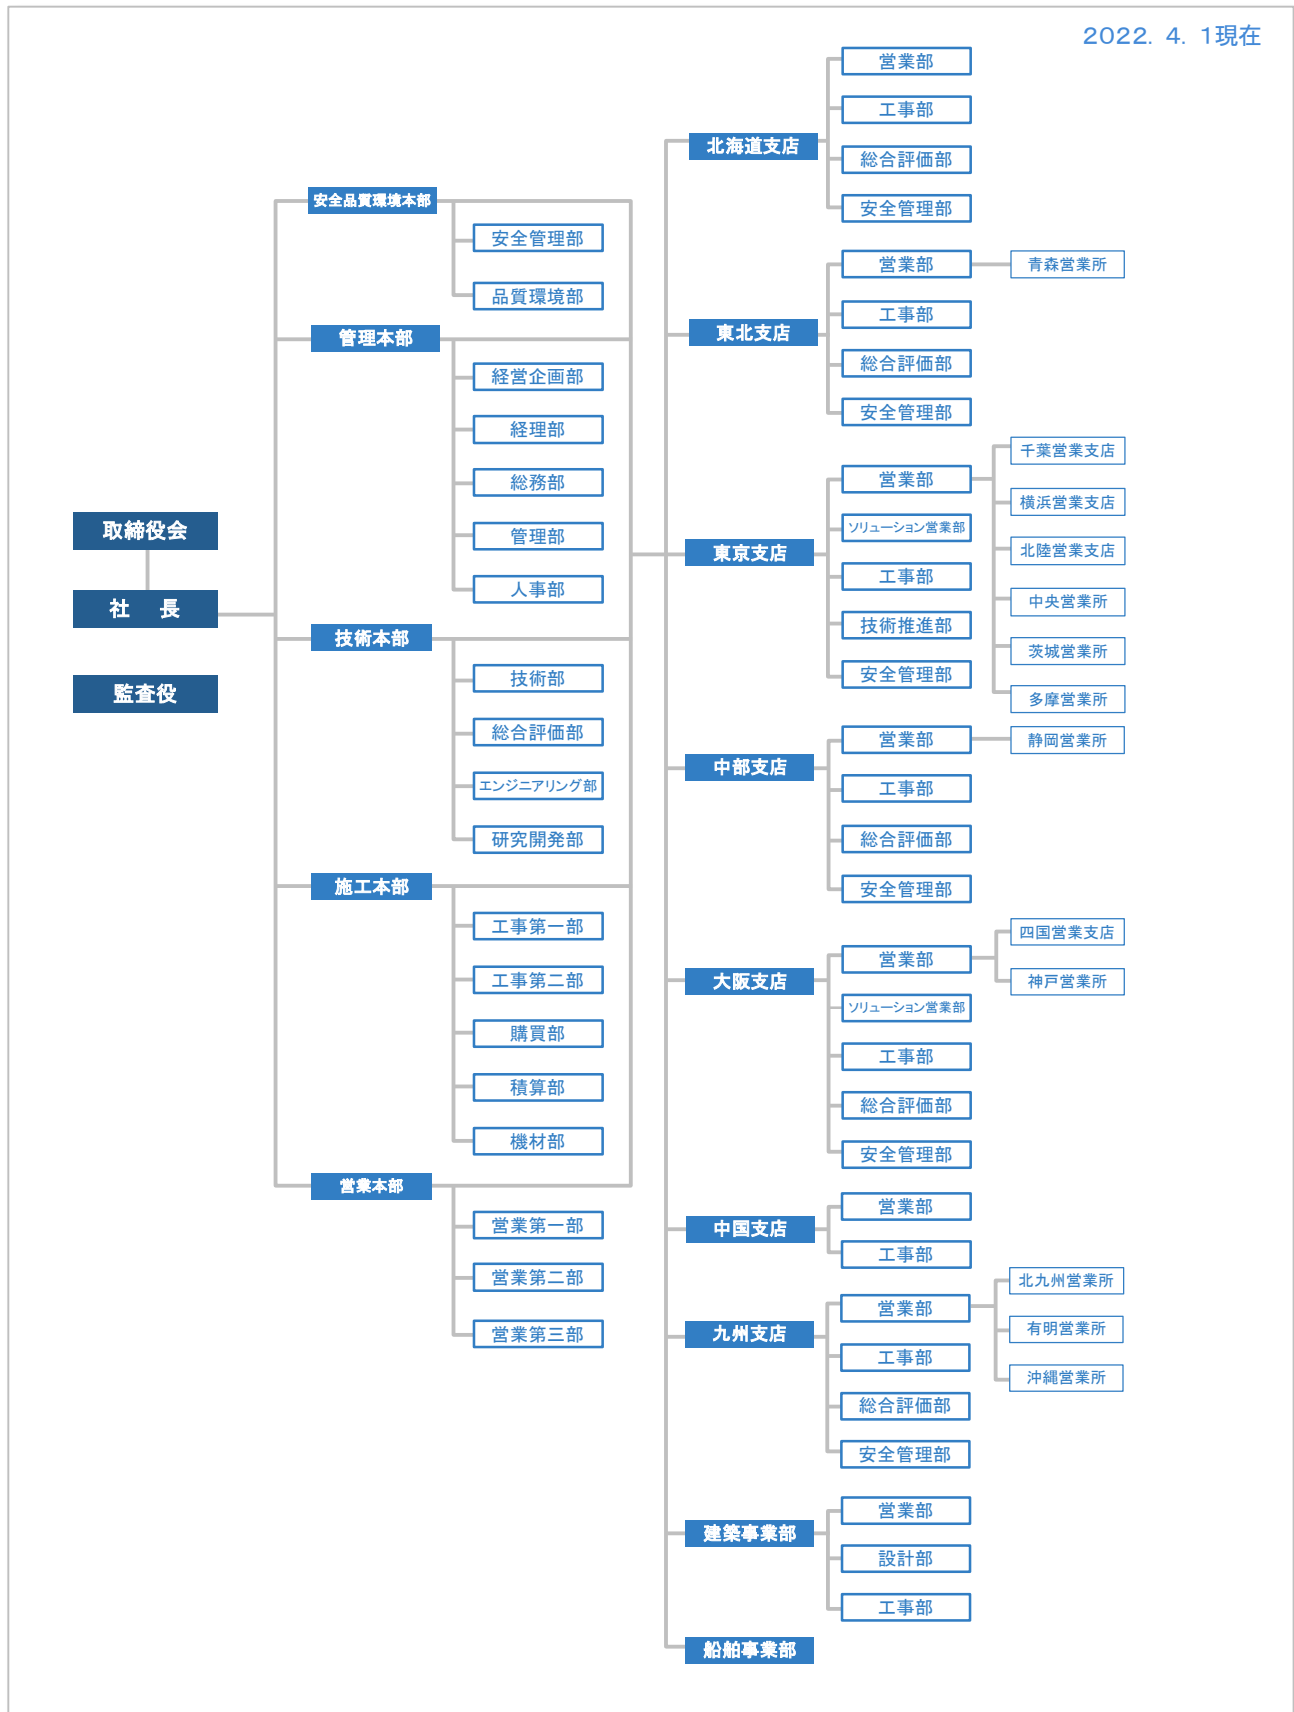 2022. 4. 1現在
取締役会
社　長
監査役
安全品質環境本部
安全管理部
品質環境部
管理本部
経営企画部
経理部
総務部
管理部
人事部
技術本部
技術部
総合評価部
エンジニアリング部
研究開発部
施工本部
工事第一部
工事第二部
購買部
積算部
機材部
営業本部
営業第一部
営業第二部
営業第三部
北海道支店
営業部
工事部
総合評価部
安全管理部
東北支店
営業部
青森営業所
工事部
総合評価部
安全管理部
東京支店
営業部
千葉営業支店
横浜営業支店
北陸営業支店
中央営業所
茨城営業所
多摩営業所
ソリューション営業部
工事部
技術推進部
安全管理部
中部支店
営業部
静岡営業所
工事部
総合評価部
安全管理部
大阪支店
営業部
四国営業支店
神戸営業所
ソリューション営業部
工事部
総合評価部
安全管理部
中国支店
営業部
工事部
九州支店
営業部
北九州営業所
有明営業所
沖縄営業所
工事部
総合評価部
安全管理部
建築事業部
営業部
設計部
工事部
船舶事業部